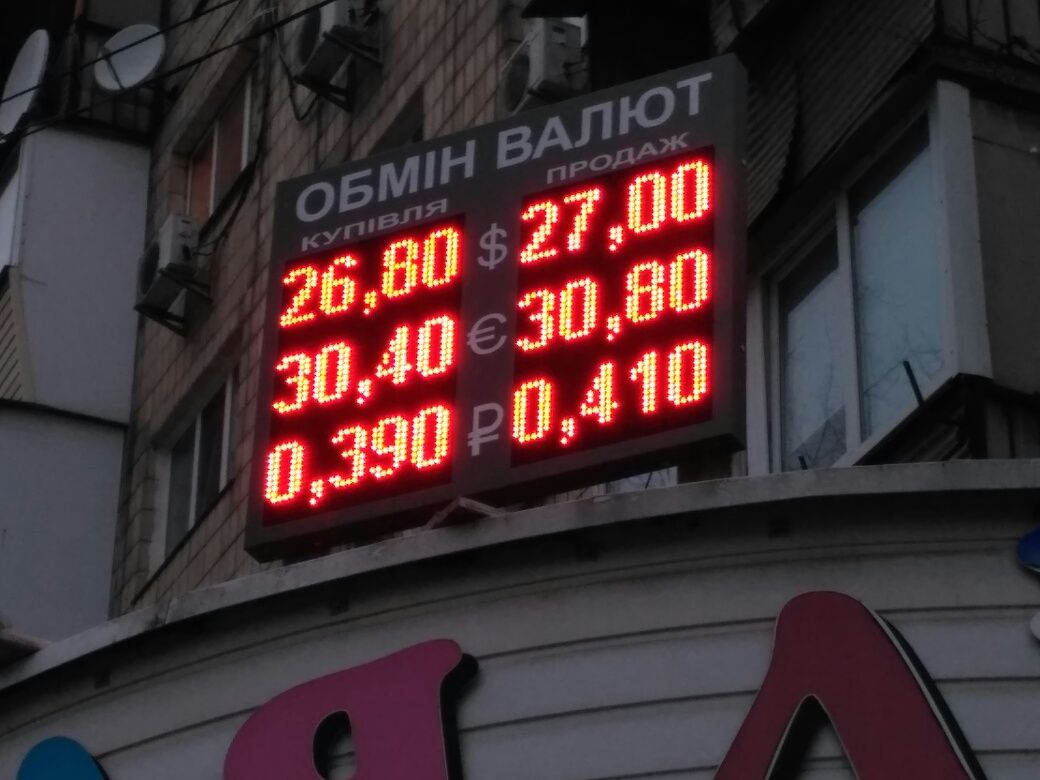 ОБМІН ВАЛЮТ
КУПІВЛЯ ПРОДАЖ
26,80 $ 27,00
30,40 € 30,80
0,390 ₽ 0,410
Я Л